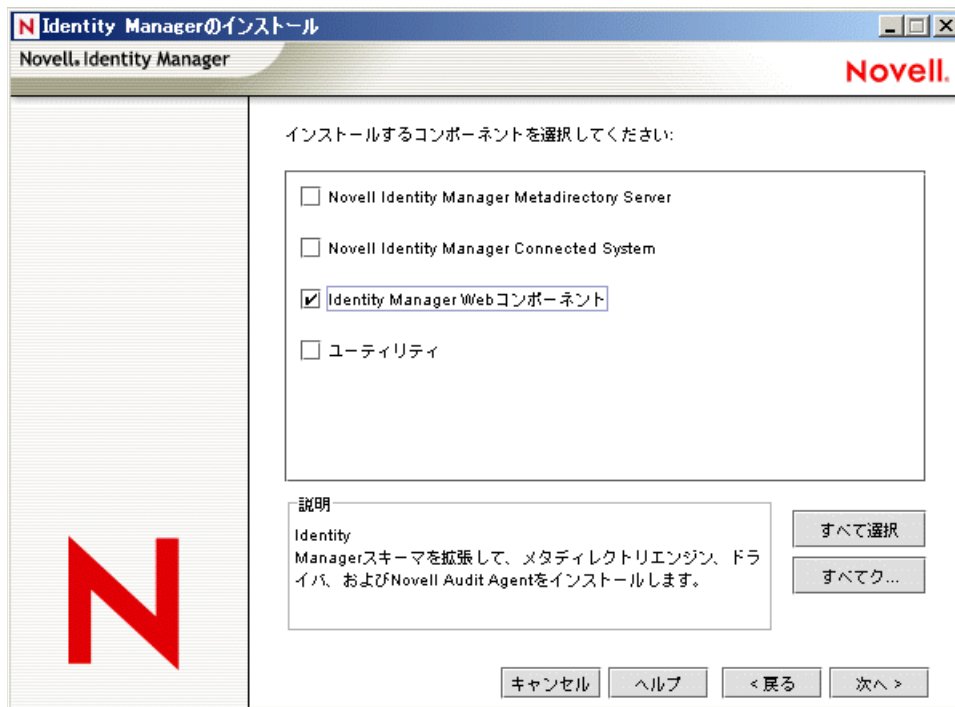 Identity Managerのインストール
Novell. Identity Manager
Novell.
インストールするコンポーネントを選択してください:
Novell Identity Manager Metadirectory Server
Novell Identity Manager Connected System
Identity Manager Webコンポーネント
ユーティリティ
説明
Identity
Managerスキーマを拡張して、メタディレクトリエンジン、ドラ
イバ、およびNovell Audit Agentをインストールします。
すべて選択
すべてク...
キャンセル
ヘルプ
<戻る
次へ>